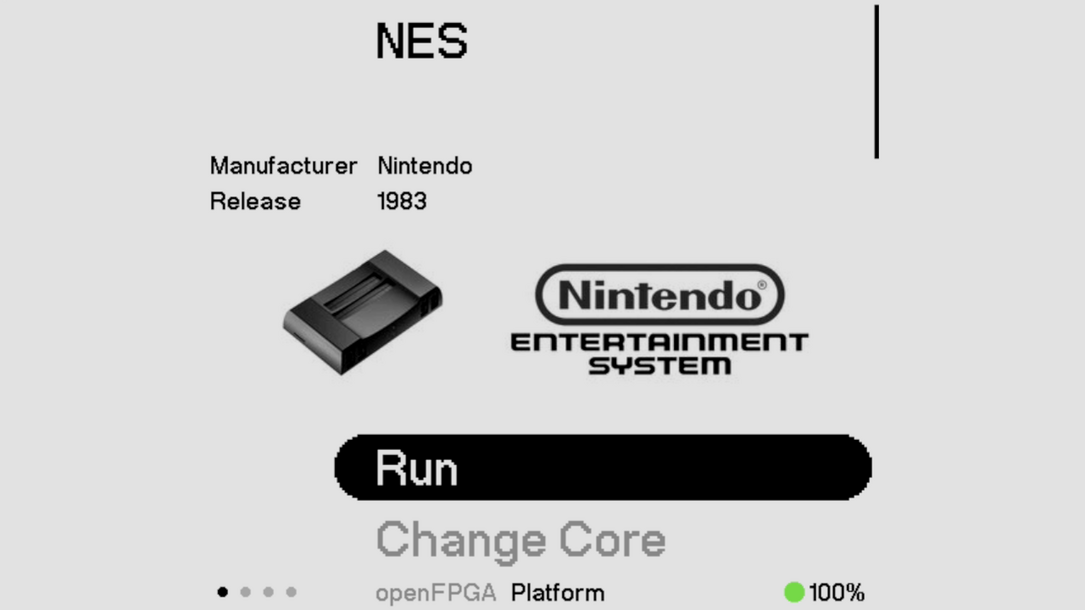 NES
Manufacturer Nintendo
Release 1983
Nintendo®
ENTERTAINMENT
SYSTEM
Run
Change Core
openFPGA Platform 100%